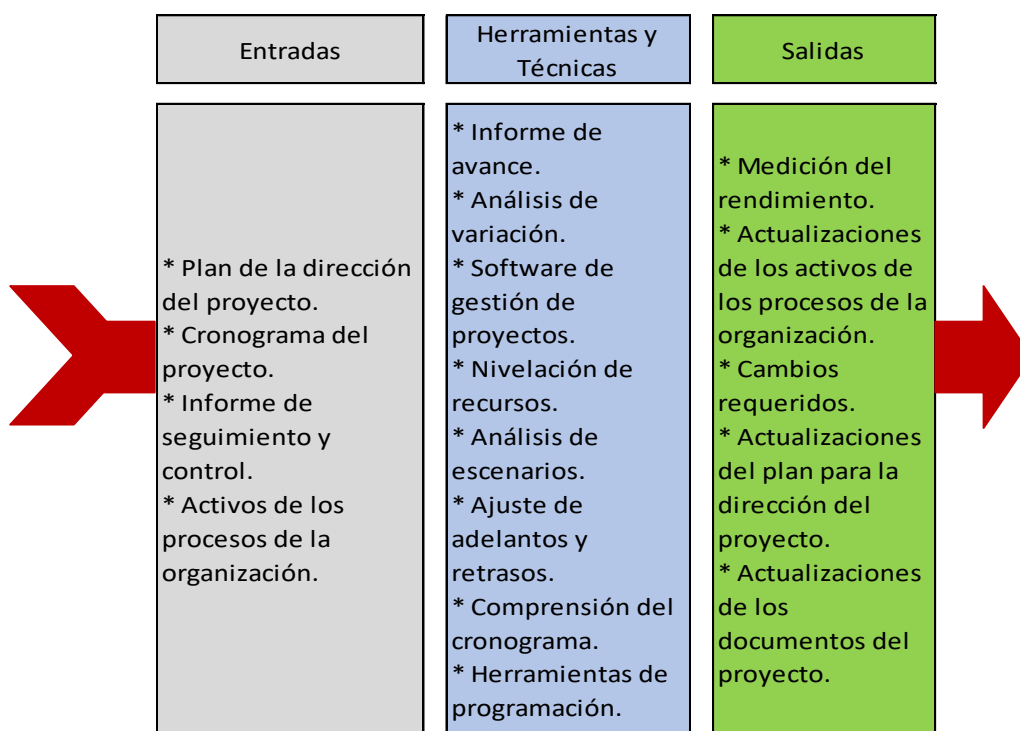 Entradas
* Plan de la dirección
del proyecto.
* Cronograma del
proyecto.
* Informe de
seguimiento y
control.
* Activos de los
procesos de la
organización.
Herramientas y
Técnicas
* Informe de
avance.
* Análisis de
variación.
* Software de
gestión de
proyectos.
* Nivelación de
recursos.
* Análisis de
escenarios.
* Ajuste de
adelantos y
retrasos.
* Comprensión del
cronograma.
* Herramientas de
programación.
Salidas
* Medición del
rendimiento.
* Actualizaciones
de los activos de
los procesos de la
organización.
* Cambios
requeridos.
* Actualizaciones
del plan para la
dirección del
proyecto.
* Actualizaciones
de los
documentos del
proyecto.